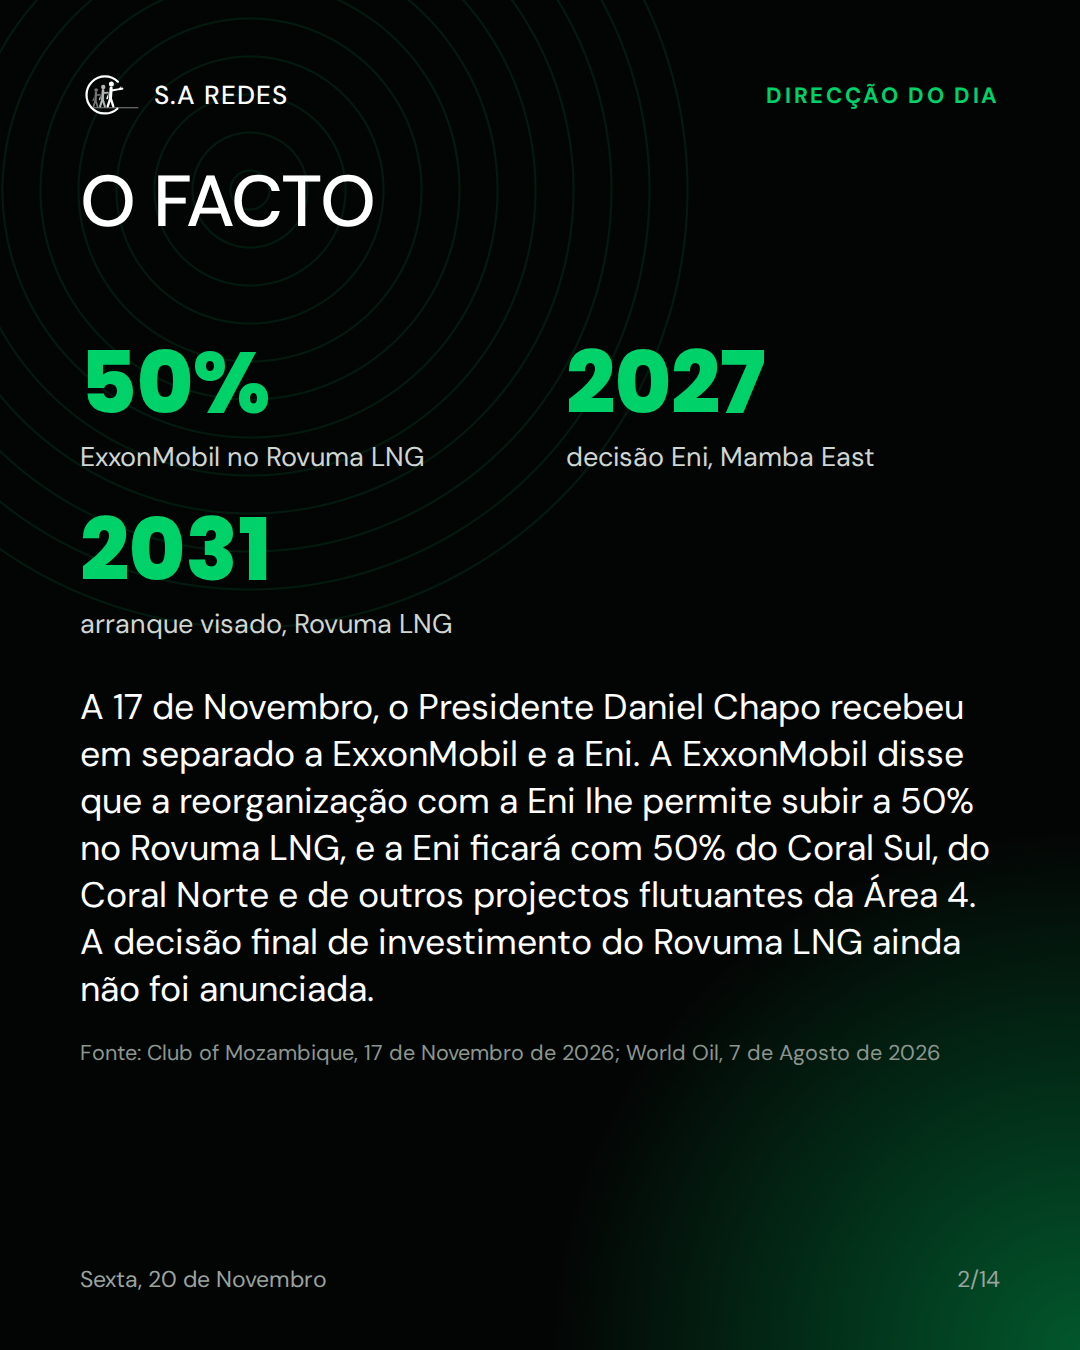 S.A REDES
DIRECÇÃO DO DIA
O FACTO
50%
ExxonMobil no Rovuma LNG
2027
decisão Eni, Mamba East
2031
arranque visado, Rovuma LNG
A 17 de Novembro, o Presidente Daniel Chapo recebeu
em separado a ExxonMobil e a Eni. A ExxonMobil disse
que a reorganização com a Eni lhe permite subir a 50%
no Rovuma LNG, e a Eni ficará com 50% do Coral Sul, do
Coral Norte e de outros projectos flutuantes da Área 4.
A decisão final de investimento do Rovuma LNG ainda
não foi anunciada.
Fonte: Club of Mozambique, 17 de Novembro de 2026; World Oil, 7 de Agosto de 2026
Sexta, 20 de Novembro
2/14